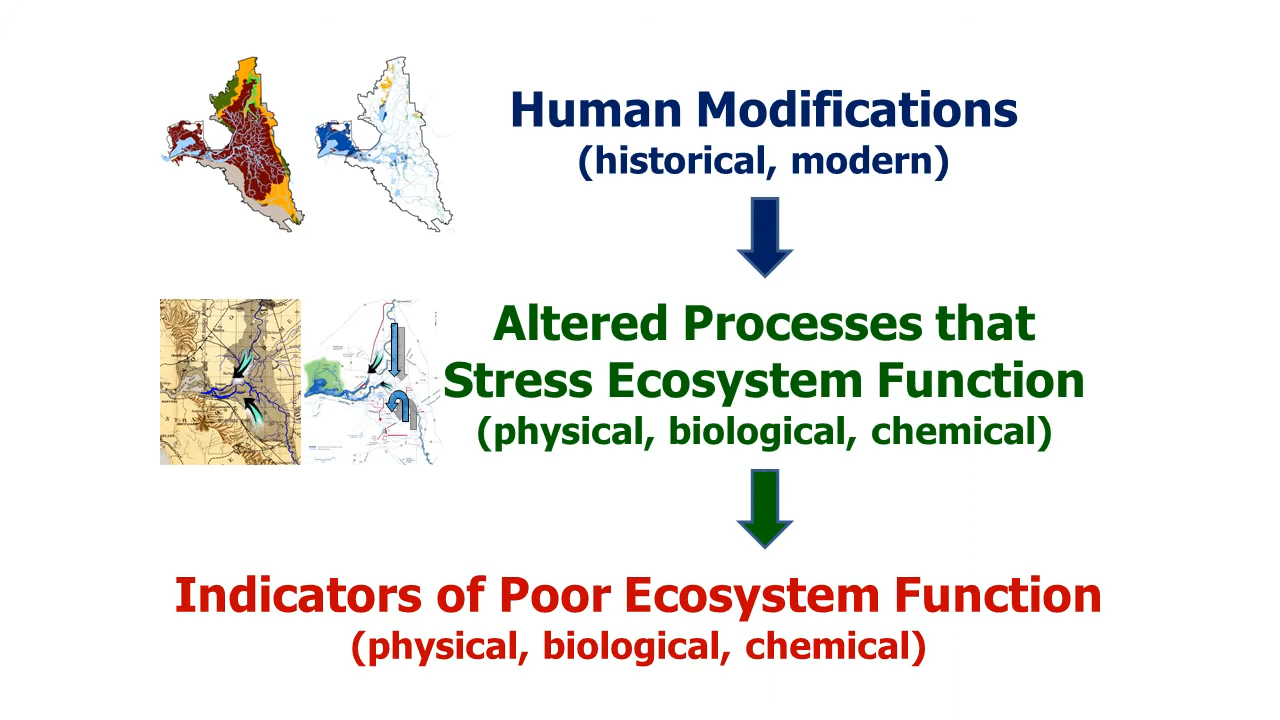 Human Modifications
(historical, modern)
Altered Processes that
Stress Ecosystem Function
(physical, biological, chemical)
Indicators of Poor Ecosystem Function
(physical, biological, chemical)